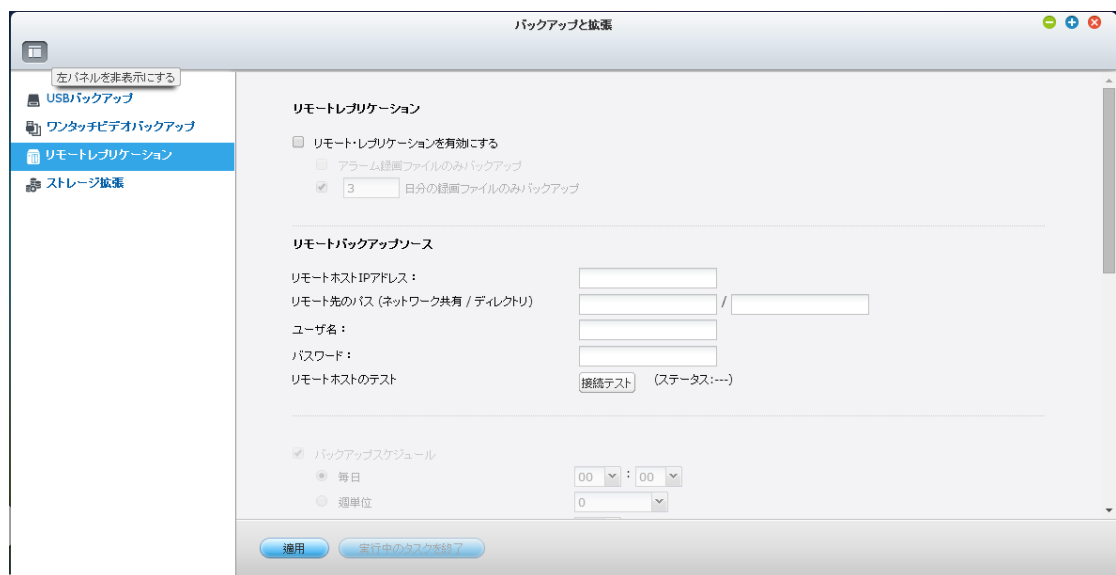 バックアップと拡張
左パネルを非表示にする
USBバックアップ
ワンタッチビデオバックアップ
リモートレプリケーション
ストレージ拡張
リモートレプリケーション
リモート・レプリケーションを有効にする
アラーム録画ファイルのみバックアップ
3 日分の録画ファイルのみバックアップ
リモートバックアップソース
リモートホストIPアドレス：
リモート先のパス (ネットワーク共有 / ディレクトリ) /
ユーザ名：
パスワード：
リモートホストのテスト 接続テスト (ステータス:---)
バックアップスケジュール
毎日 00 : 00
週単位 0
適用 実行中のタスクを終了